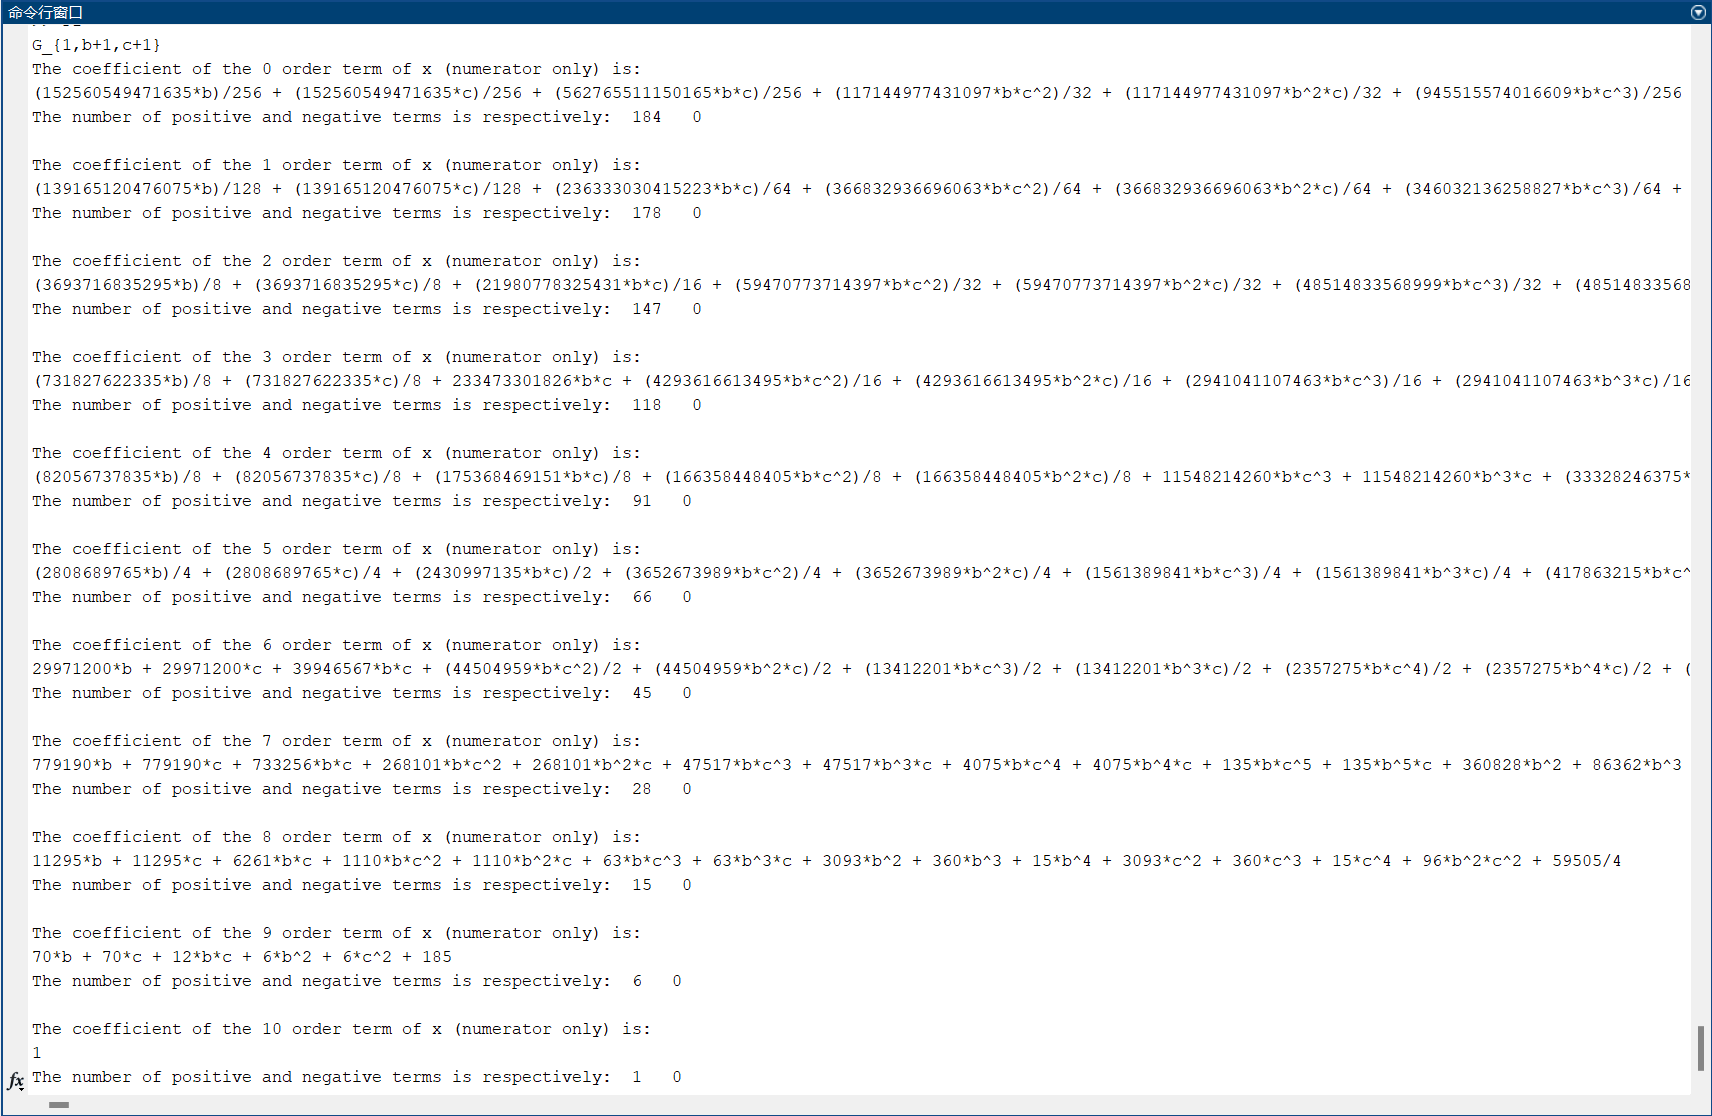 命令行窗口
G_{1,b+1,c+1}
The coefficient of the 0 order term of x (numerator only) is:
(152560549471635*b)/256 + (152560549471635*c)/256 + (562765511150165*b*c)/256 + (117144977431097*b*c^2)/32 + (117144977431097*b^2*c)/32 + (945515574016609*b*c^3)/256
The number of positive and negative terms is respectively: 184 0
The coefficient of the 1 order term of x (numerator only) is:
(139165120476075*b)/128 + (139165120476075*c)/128 + (236333030415223*b*c)/64 + (366832936696063*b*c^2)/64 + (366832936696063*b^2*c)/64 + (346032136258827*b*c^3)/64 +
The number of positive and negative terms is respectively: 178 0
The coefficient of the 2 order term of x (numerator only) is:
(3693716835295*b)/8 + (3693716835295*c)/8 + (21980778325431*b*c)/16 + (59470773714397*b*c^2)/32 + (59470773714397*b^2*c)/32 + (48514833568999*b*c^3)/32 + (48514833568
The number of positive and negative terms is respectively: 147 0
The coefficient of the 3 order term of x (numerator only) is:
(731827622335*b)/8 + (731827622335*c)/8 + 233473301826*b*c + (4293616613495*b*c^2)/16 + (4293616613495*b^2*c)/16 + (2941041107463*b*c^3)/16 + (2941041107463*b^3*c)/16
The number of positive and negative terms is respectively: 118 0
The coefficient of the 4 order term of x (numerator only) is:
(82056737835*b)/8 + (82056737835*c)/8 + (175368469151*b*c)/8 + (166358448405*b*c^2)/8 + (166358448405*b^2*c)/8 + 11548214260*b*c^3 + 11548214260*b^3*c + (33328246375*
The number of positive and negative terms is respectively: 91 0
The coefficient of the 5 order term of x (numerator only) is:
(2808689765*b)/4 + (2808689765*c)/4 + (2430997135*b*c)/2 + (3652673989*b*c^2)/4 + (3652673989*b^2*c)/4 + (1561389841*b*c^3)/4 + (1561389841*b^3*c)/4 + (417863215*b*c^
The number of positive and negative terms is respectively: 66 0
The coefficient of the 6 order term of x (numerator only) is:
29971200*b + 29971200*c + 39946567*b*c + (44504959*b*c^2)/2 + (44504959*b^2*c)/2 + (13412201*b*c^3)/2 + (13412201*b^3*c)/2 + (2357275*b*c^4)/2 + (2357275*b^4*c)/2 + (
The number of positive and negative terms is respectively: 45 0
The coefficient of the 7 order term of x (numerator only) is:
779190*b + 779190*c + 733256*b*c + 268101*b*c^2 + 268101*b^2*c + 47517*b*c^3 + 47517*b^3*c + 4075*b*c^4 + 4075*b^4*c + 135*b*c^5 + 135*b^5*c + 360828*b^2 + 86362*b^3
The number of positive and negative terms is respectively: 28 0
The coefficient of the 8 order term of x (numerator only) is:
11295*b + 11295*c + 6261*b*c + 1110*b*c^2 + 1110*b^2*c + 63*b*c^3 + 63*b^3*c + 3093*b^2 + 360*b^3 + 15*b^4 + 3093*c^2 + 360*c^3 + 15*c^4 + 96*b^2*c^2 + 59505/4
The number of positive and negative terms is respectively: 15 0
The coefficient of the 9 order term of x (numerator only) is:
70*b + 70*c + 12*b*c + 6*b^2 + 6*c^2 + 185
The number of positive and negative terms is respectively: 6 0
The coefficient of the 10 order term of x (numerator only) is:
1
fx The number of positive and negative terms is respectively: 1 0